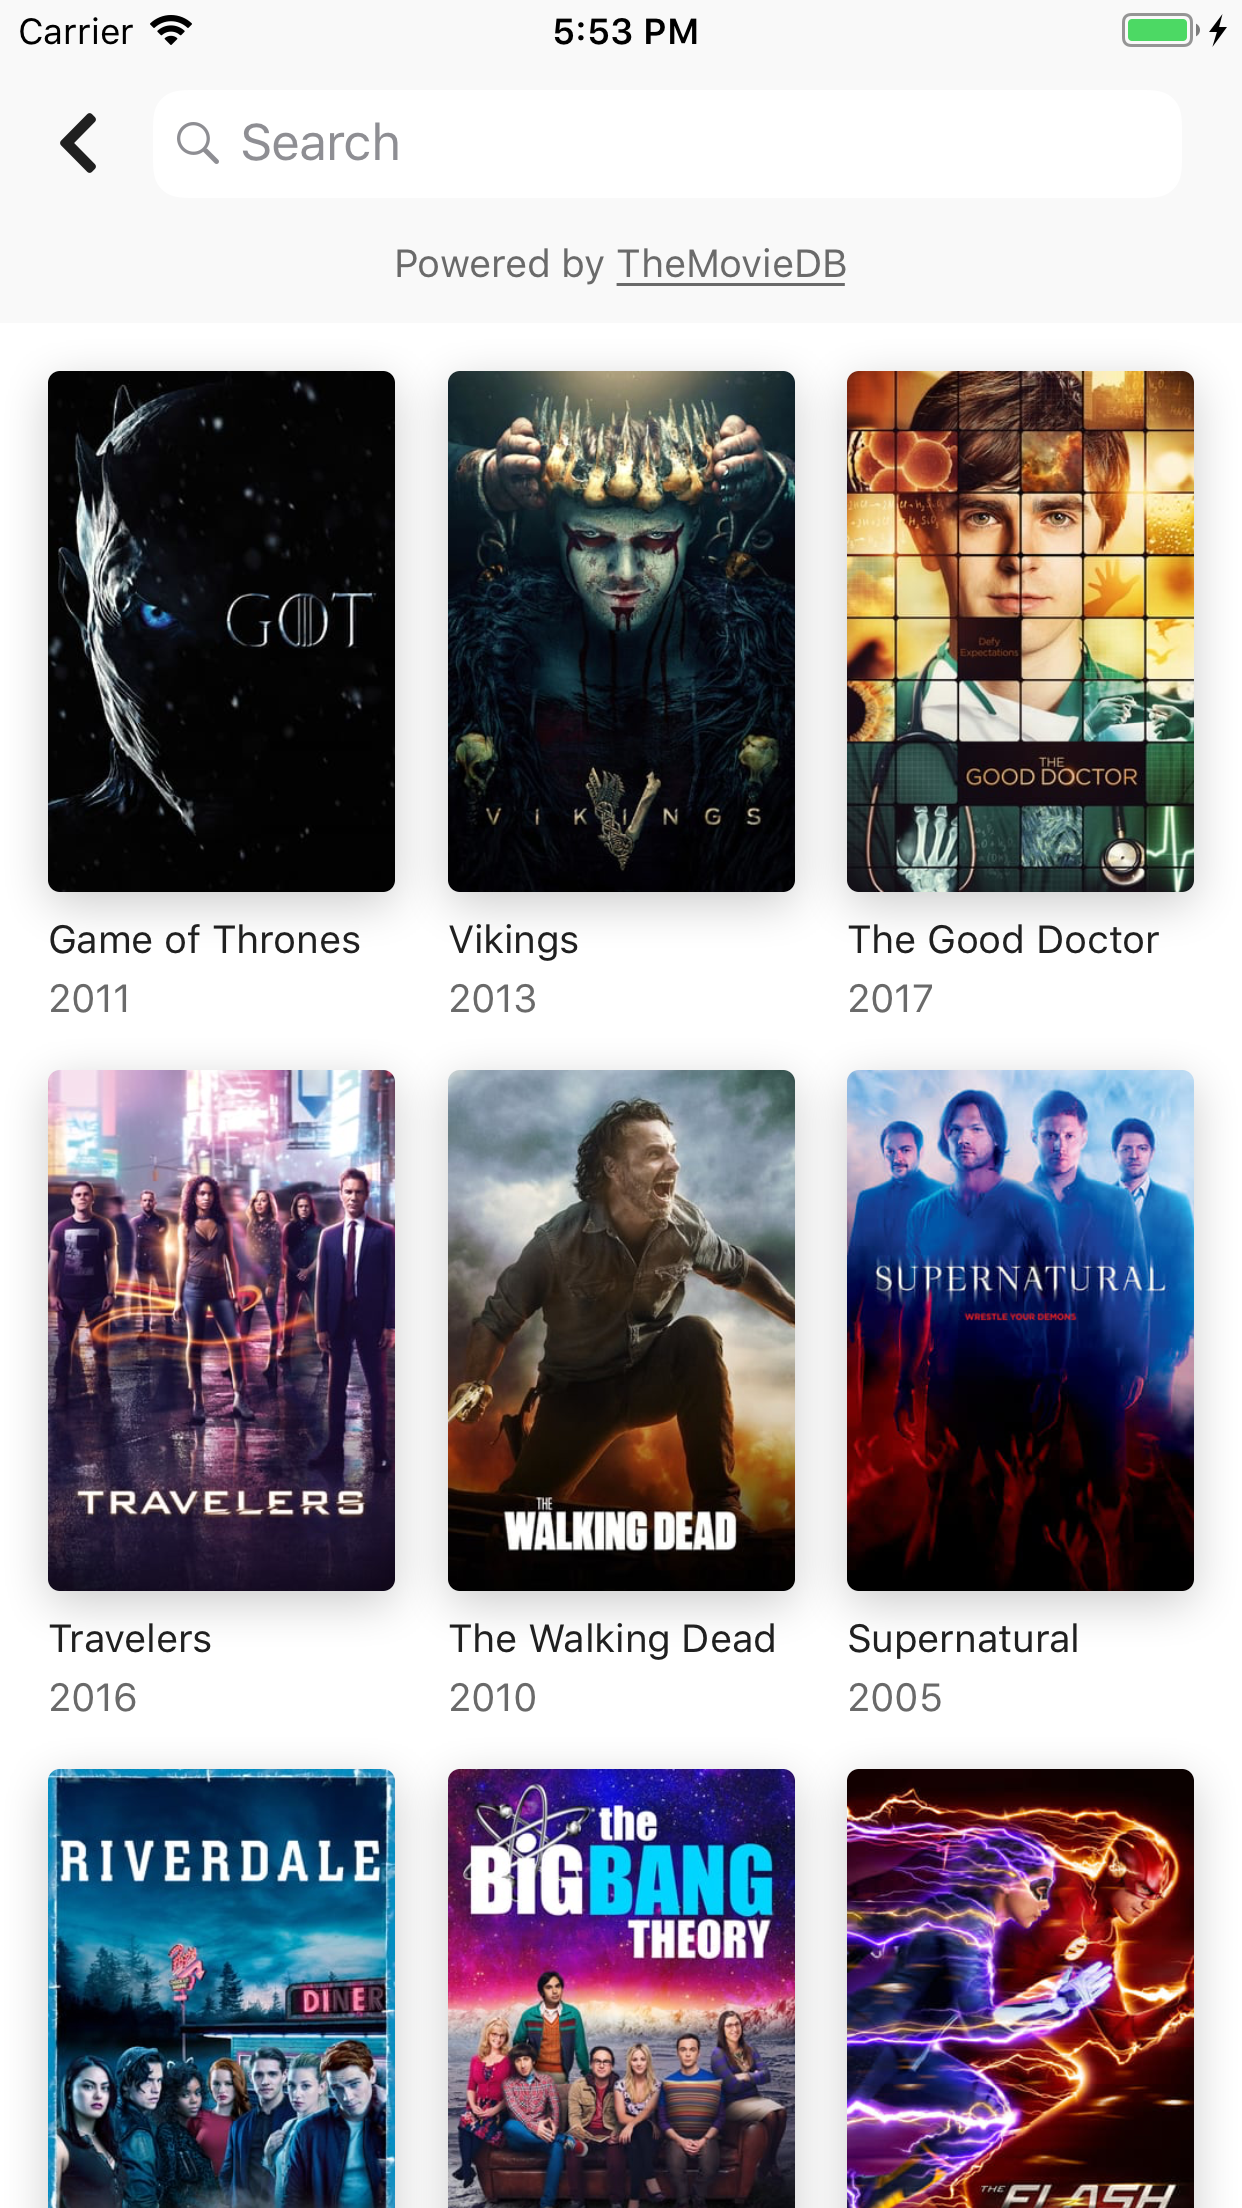 Carrier
5:53 PM
Search
Powered by TheMovieDB
GOT
VIKINGS
Defy
Expectations
THE
GOOD DOCTOR
Game of Thrones
Vikings
The Good Doctor
2011
2013
2017
TRAVELERS
THE
WALKING DEAD
SUPERNATURAL
WRESTLE YOUR DEMONS
Travelers
The Walking Dead
Supernatural
2016
2010
2005
RIVERDALE
DINER
the
BiG BANG
THEORY
THE FLASH